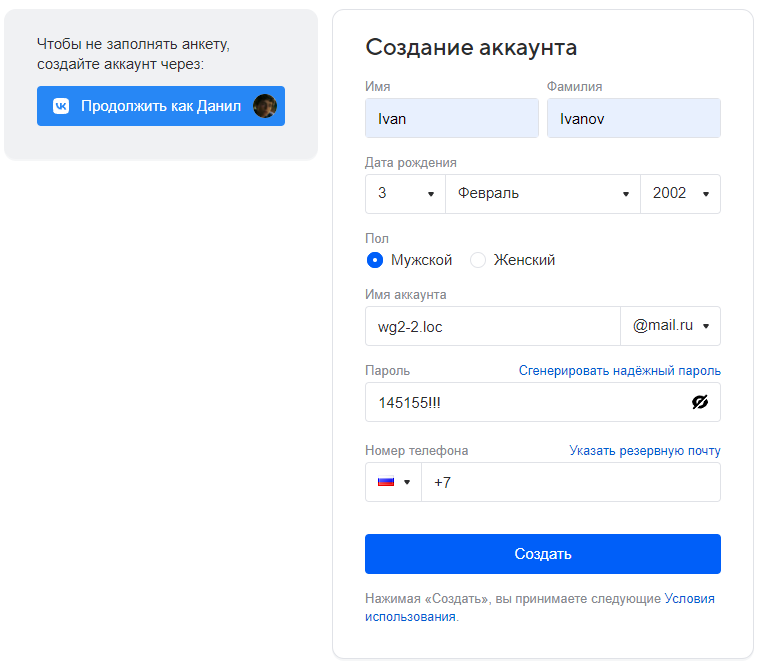 Чтобы не заполнять анкету,
создайте аккаунт через:
Продолжить как Данил
Создание аккаунта
Имя Фамилия
Ivan Ivanov
Дата рождения
3 Февраль 2002
Пол
Мужской Женский
Имя аккаунта
wg2-2.loc @mail.ru
Пароль Сгенерировать надёжный пароль
145155!!!
Номер телефона Указать резервную почту
+7
Создать
Нажимая «Создать», вы принимаете следующие Условия
использования.